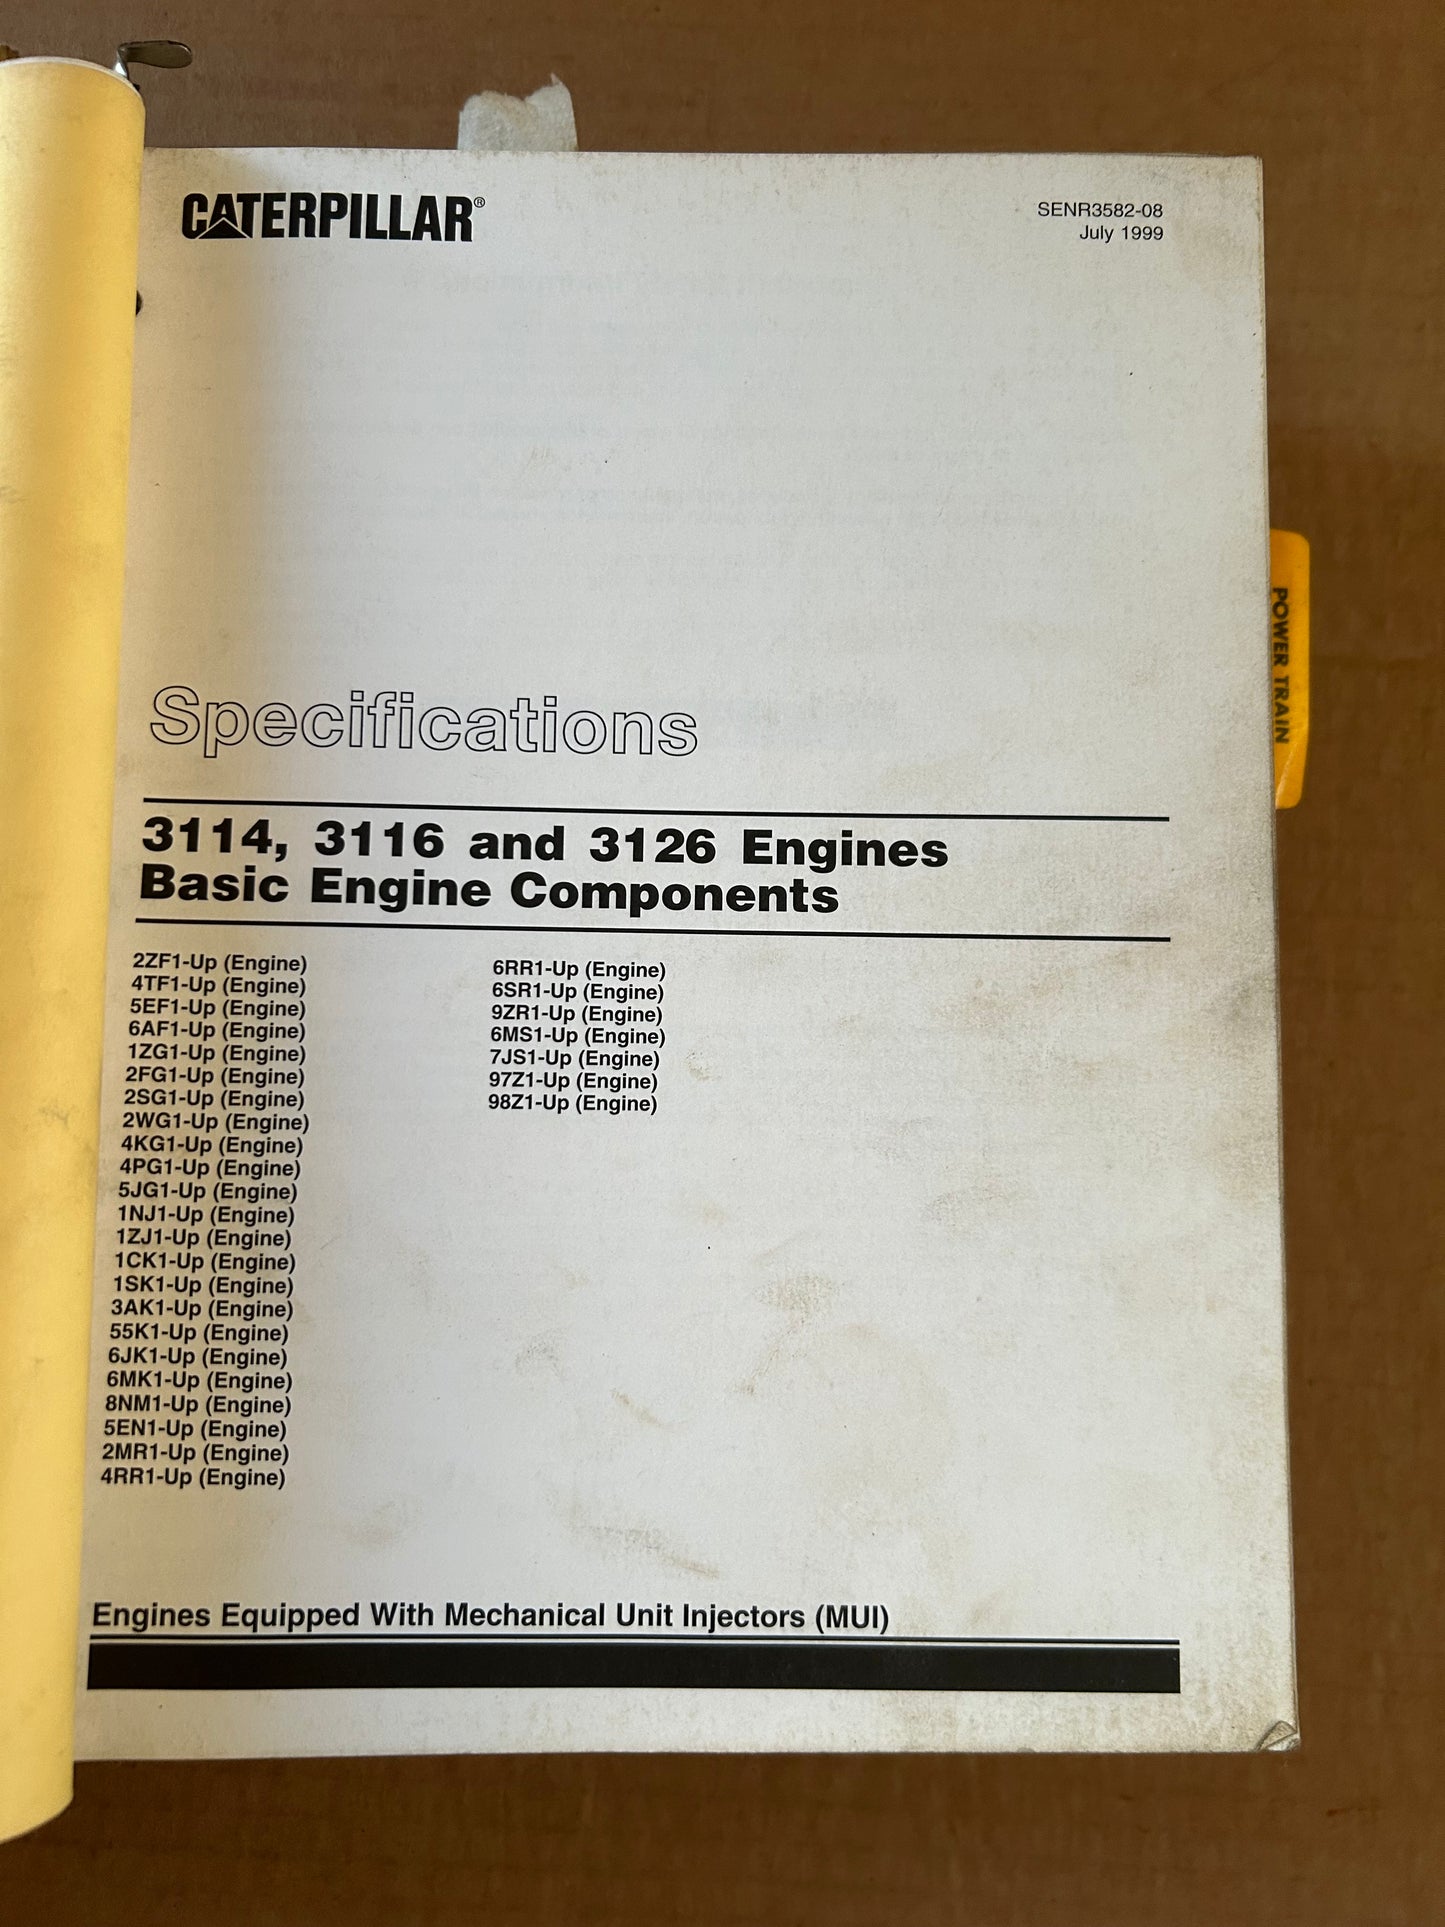 CATERPILLAR®
SENR3582-08
July 1999
Specifications
3114, 3116 and 3126 Engines
Basic Engine Components
2ZF1-Up (Engine)
4TF1-Up (Engine)
5EF1-Up (Engine)
6AF1-Up (Engine)
1ZG1-Up (Engine)
2FG1-Up (Engine)
2SG1-Up (Engine)
2WG1-Up (Engine)
4KG1-Up (Engine)
4PG1-Up (Engine)
5JG1-Up (Engine)
1NJ1-Up (Engine)
1ZJ1-Up (Engine)
1CK1-Up (Engine)
1SK1-Up (Engine)
3AK1-Up (Engine)
55K1-Up (Engine)
6JK1-Up (Engine)
6MK1-Up (Engine)
8NM1-Up (Engine)
5EN1-Up (Engine)
2MR1-Up (Engine)
4RR1-Up (Engine)
6RR1-Up (Engine)
6SR1-Up (Engine)
9ZR1-Up (Engine)
6MS1-Up (Engine)
7JS1-Up (Engine)
97Z1-Up (Engine)
98Z1-Up (Engine)
Engines Equipped With Mechanical Unit Injectors (MUI)
POWER TRAIN